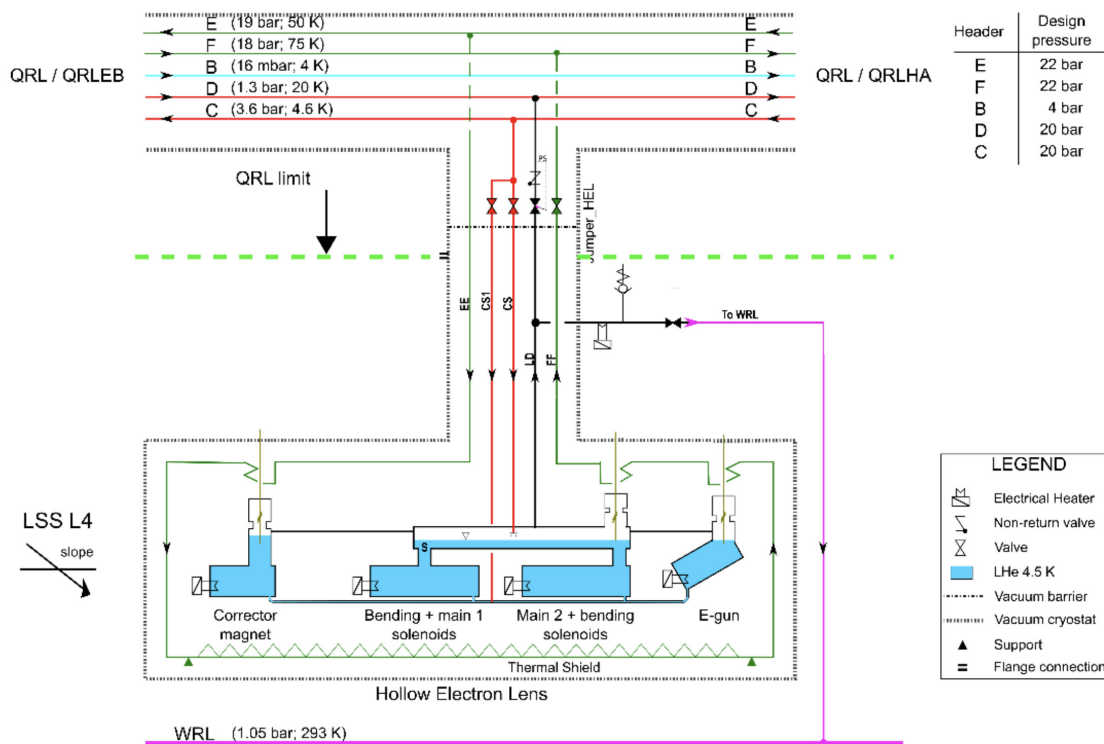 E (19 bar; 50 K) E
F (18 bar; 75 K) F
QRL / QRLEB B (16 mbar; 4 K) B QRL / QRLHA
D (1.3 bar; 20 K) D
C (3.6 bar; 4.6 K) C
Header Design pressure
E 22 bar
F 22 bar
B 4 bar
D 20 bar
C 20 bar
QRL limit
Jumper_HEL
EE
CS1
CS
LD
FF
To WRL
LSS L4
slope
S
Corrector
magnet
Bending + main 1
solenoids
Main 2 + bending
solenoids
E-gun
Thermal Shield
Hollow Electron Lens
WRL (1.05 bar; 293 K)
LEGEND
Electrical Heater
Non-return valve
Valve
LHe 4.5 K
Vacuum barrier
Vacuum cryostat
Support
Flange connection